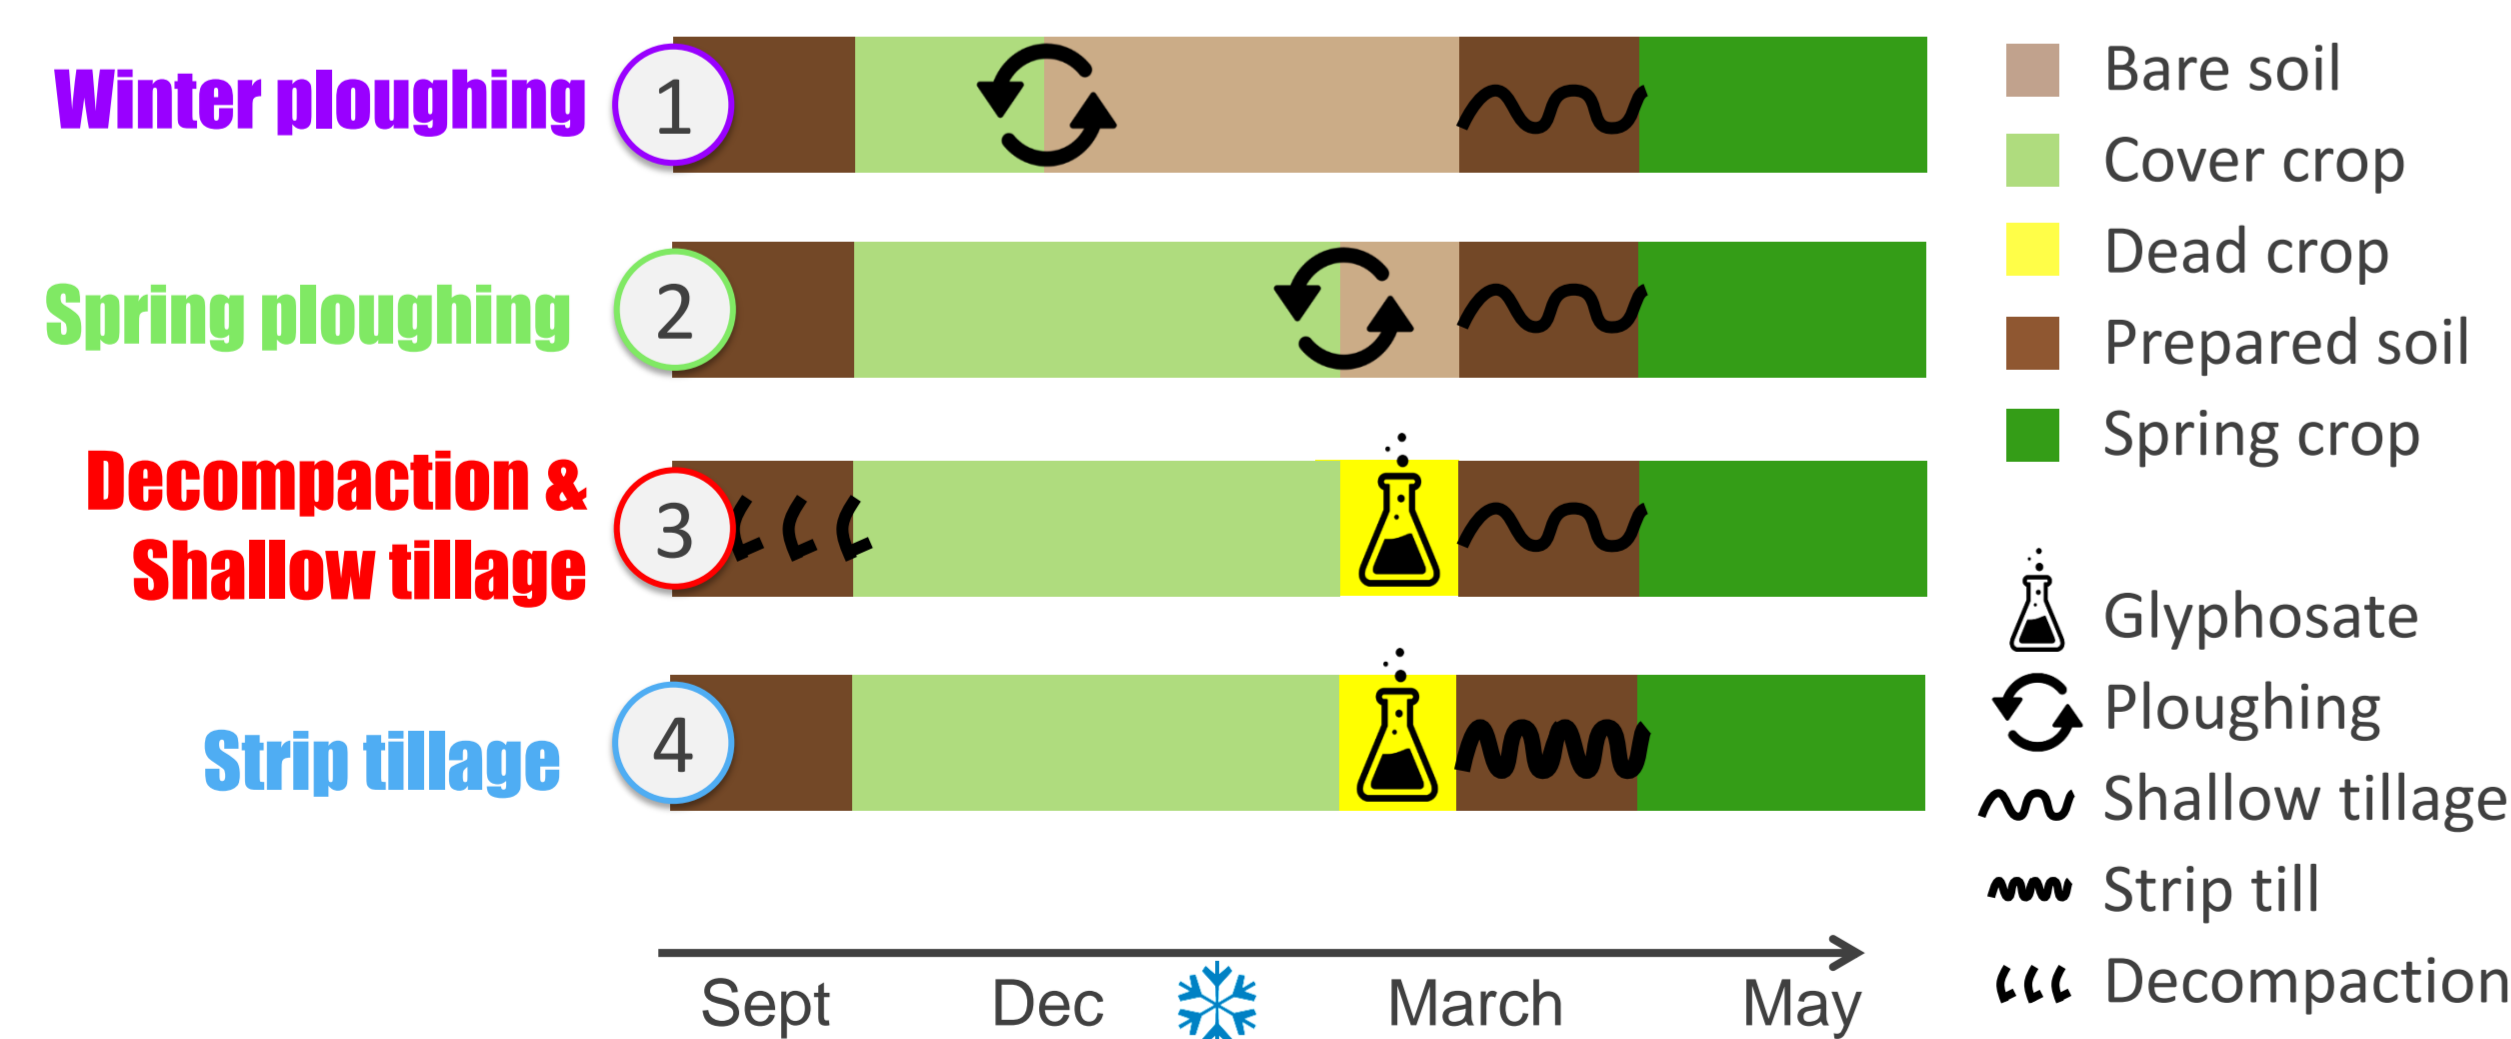 Winter ploughing
1
Spring ploughing
2
Decompaction &
Shallow tillage
3
Strip tillage
4
Sept
Dec
March
May
Bare soil
Cover crop
Dead crop
Prepared soil
Spring crop
Glyphosate
Ploughing
Shallow tillage
Strip till
Decompaction